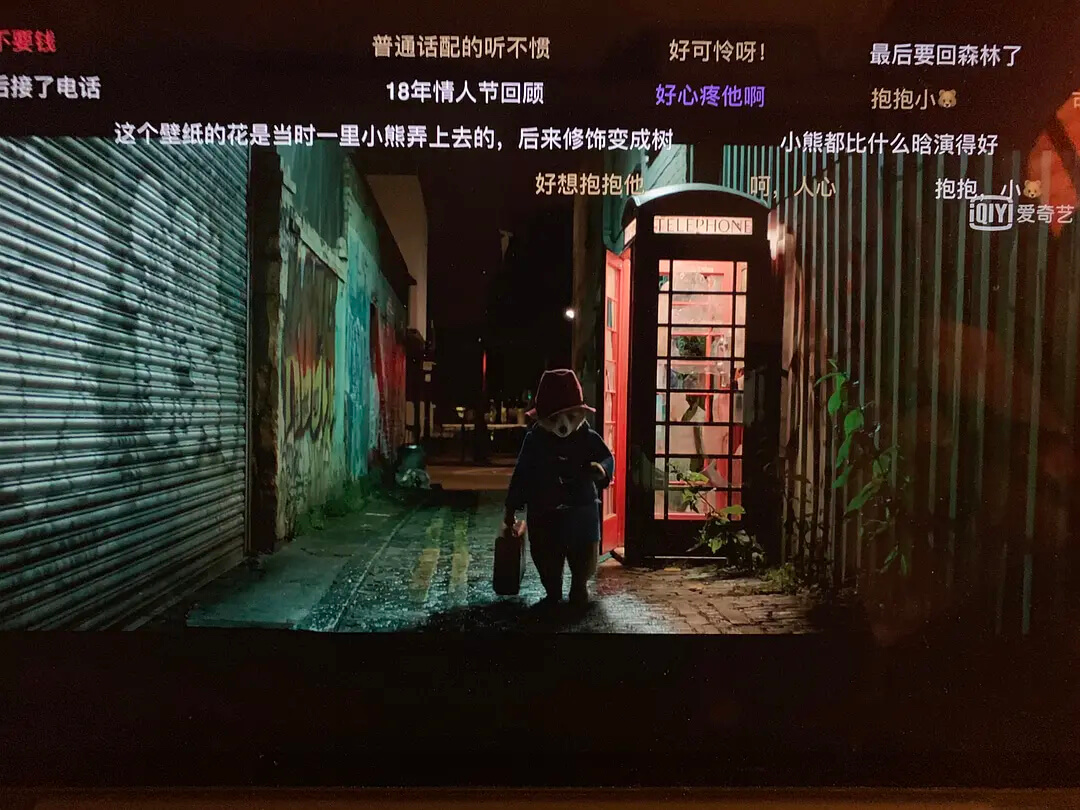 不要钱
普通话配的听不惯
好可怜呀!
最后要回森林了
后接了电话
18年情人节回顾
好心疼他啊
抱抱小🐻
这个壁纸的花是当时一里小熊弄上去的，后来修饰变成树
小熊都比什么晗演得好
好想抱抱他
呵，人心
抱抱，小🐻
iQIYI 爱奇艺
TELEPHONE